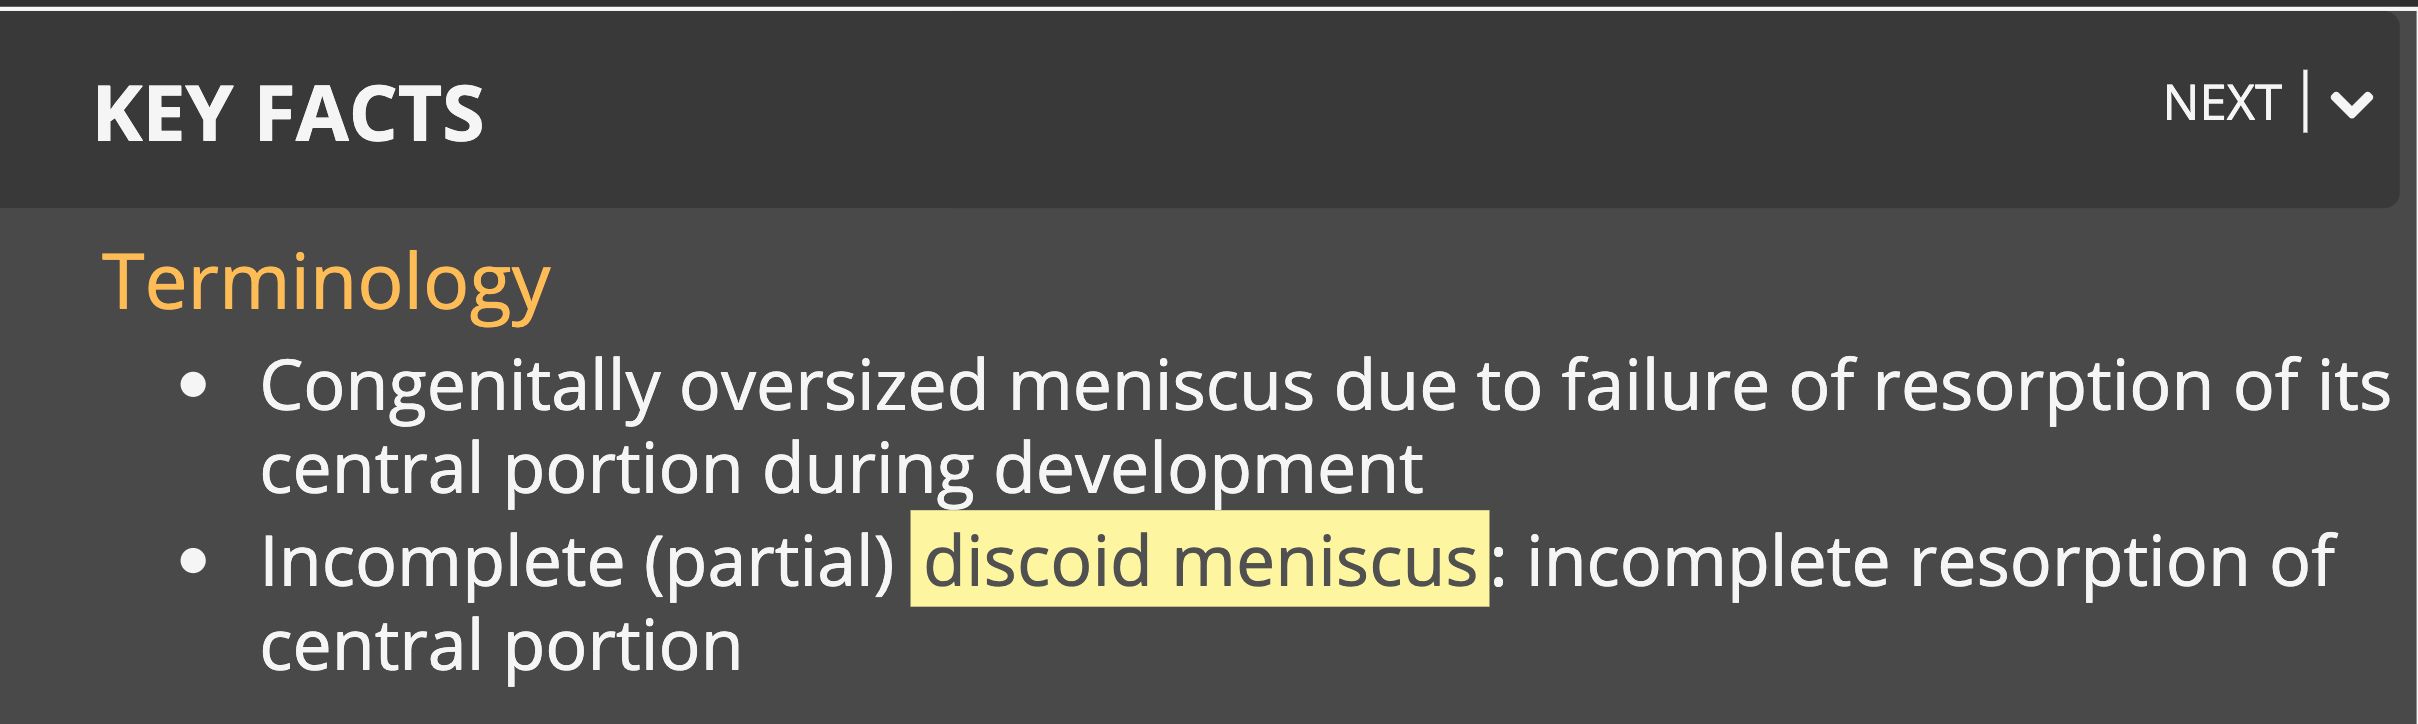 KEY FACTS
NEXT
Terminology
• Congenitally oversized meniscus due to failure of resorption of its
central portion during development
• Incomplete (partial) discoid meniscus: incomplete resorption of
central portion